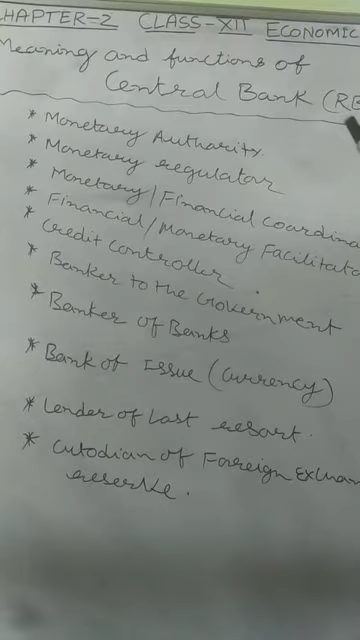 CHAPTER-2 CLASS-XII ECONOMIC
Meaning and functions of
Central Bank (RB
* Monetary Authority.
* Monetary regulator
* Monetary/Financial Coordina
* Financial/Monetary Facilitato
* Credit Controller.
* Banker to the Government
* Banker of Banks
* Bank of Issue (Currency)
* Lender of Last resort.
* Cutodian of Foreign Exchan
reserve.